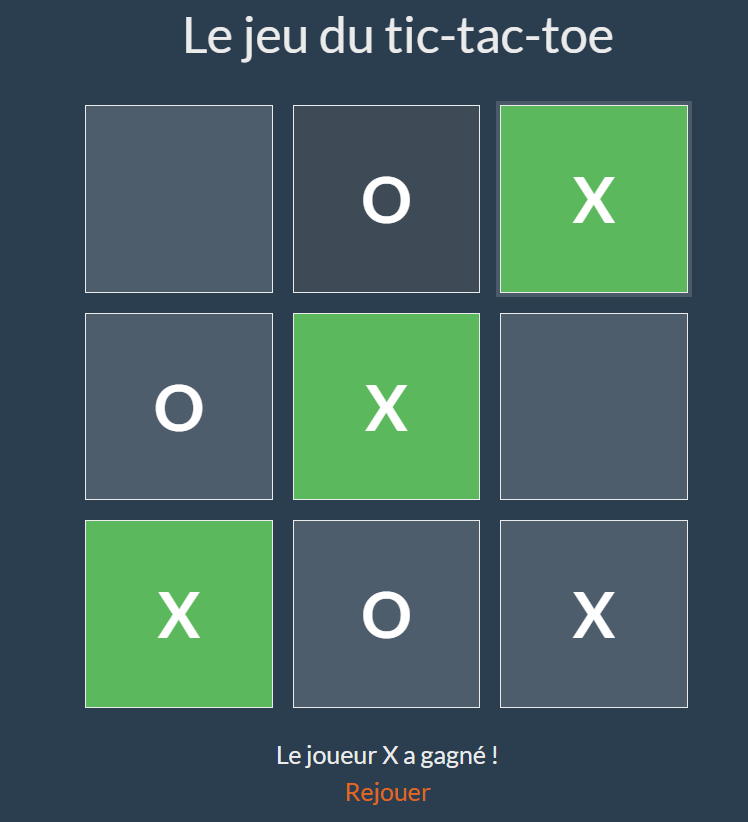 Le jeu du tic-tac-toe
O X
O X
X O X
Le joueur X a gagné !
Rejouer